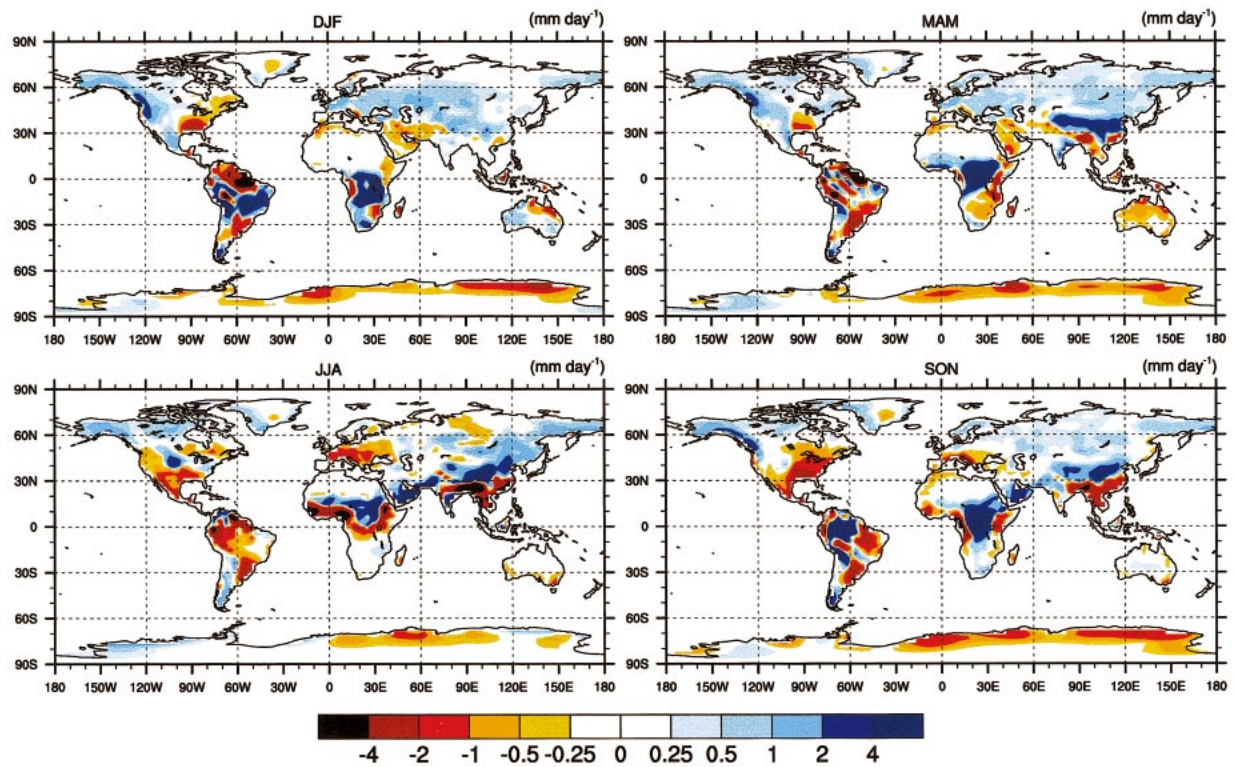 DJF (mm day-1) MAM (mm day-1)
90N 90N
60N 60N
30N 30N
0 0
30S 30S
60S 60S
90S 90S
180 150W 120W 90W 60W 30W 0 30E 60E 90E 120E 150E 180 180 150W 120W 90W 60W 30W 0 30E 60E 90E 120E 150E 180
JJA (mm day-1) SON (mm day-1)
90N 90N
60N 60N
30N 30N
0 0
30S 30S
60S 60S
90S 90S
180 150W 120W 90W 60W 30W 0 30E 60E 90E 120E 150E 180 180 150W 120W 90W 60W 30W 0 30E 60E 90E 120E 150E 180
-4 -2 -1 -0.5 -0.25 0 0.25 0.5 1 2 4